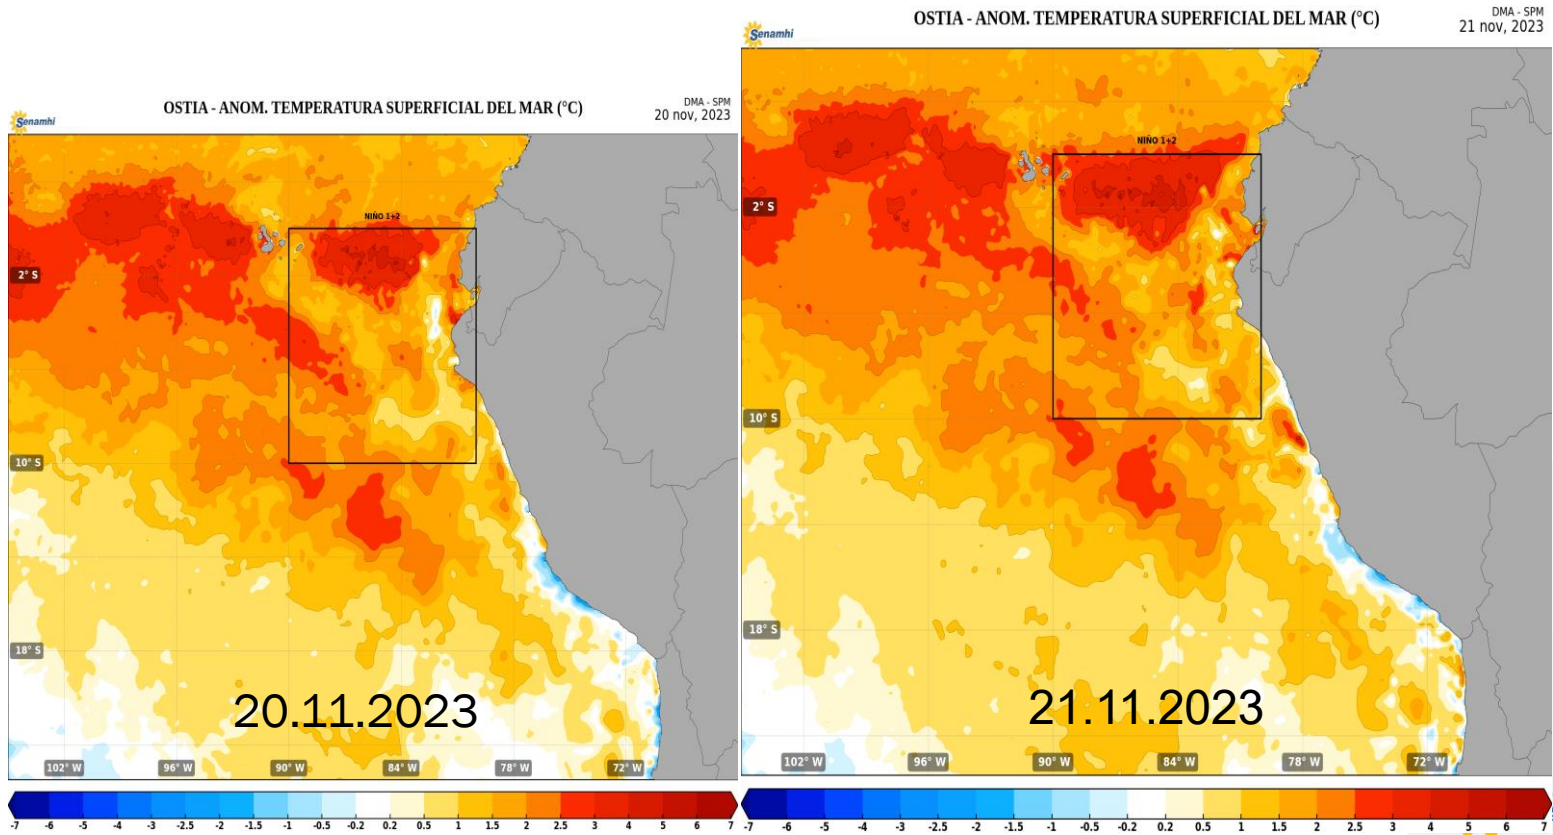 OSTIA - ANOM. TEMPERATURA SUPERFICIAL DEL MAR (°C)
DMA - SPM
20 nov, 2023
Senamhi
NIÑO 1+2
2° S
10° S
18° S
20.11.2023
102° W 96° W 90° W 84° W 78° W 72° W
-7 -6 -5 -4 -3 -2.5 -2 -1.5 -1 -0.5 -0.2 0.2 0.5 1 1.5 2 2.5 3 4 5 6 7
OSTIA - ANOM. TEMPERATURA SUPERFICIAL DEL MAR (°C)
DMA - SPM
21 nov, 2023
Senamhi
NIÑO 1+2
2° S
10° S
18° S
21.11.2023
102° W 96° W 90° W 84° W 78° W 72° W
-7 -6 -5 -4 -3 -2.5 -2 -1.5 -1 -0.5 -0.2 0.2 0.5 1 1.5 2 2.5 3 4 5 6 7